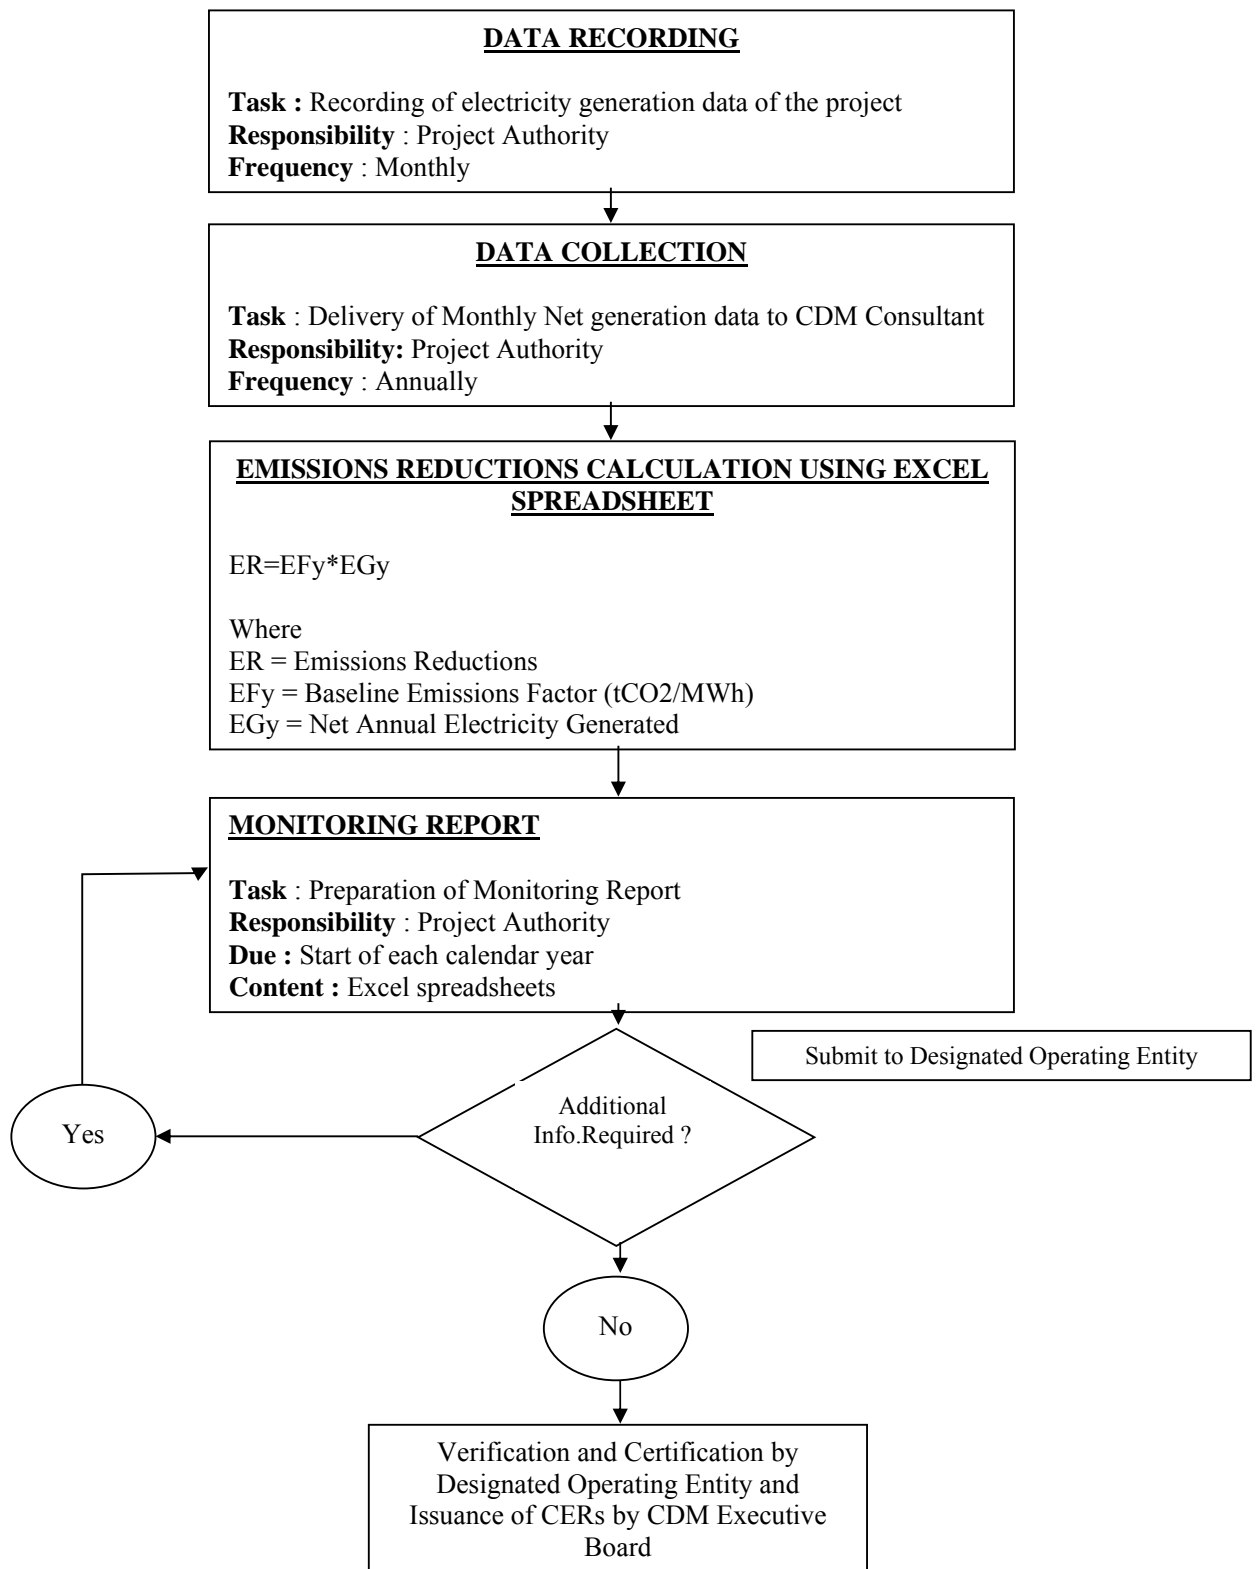 DATA RECORDING
Task : Recording of electricity generation data of the project
Responsibility : Project Authority
Frequency : Monthly
DATA COLLECTION
Task : Delivery of Monthly Net generation data to CDM Consultant
Responsibility: Project Authority
Frequency : Annually
EMISSIONS REDUCTIONS CALCULATION USING EXCEL
SPREADSHEET
ER=EFy*EGy
Where
ER = Emissions Reductions
EFy = Baseline Emissions Factor (tCO2/MWh)
EGy = Net Annual Electricity Generated
MONITORING REPORT
Task : Preparation of Monitoring Report
Responsibility : Project Authority
Due : Start of each calendar year
Content : Excel spreadsheets
Submit to Designated Operating Entity
Additional
Info.Required ?
Yes
No
Verification and Certification by
Designated Operating Entity and
Issuance of CERs by CDM Executive
Board